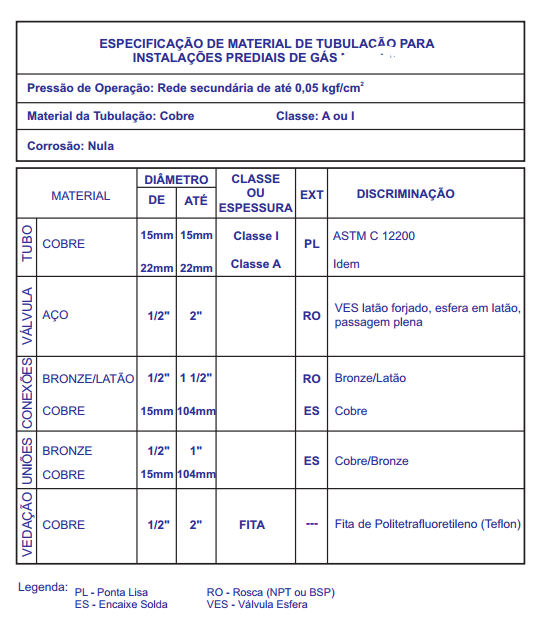 ESPECIFICAÇÃO DE MATERIAL DE TUBULAÇÃO PARA
INSTALAÇÕES PREDIAIS DE GÁS
Pressão de Operação: Rede secundária de até 0,05 kgf/cm²
Material da Tubulação: Cobre Classe: A ou I
Corrosão: Nula
MATERIAL
DIÂMETRO
DE ATÉ
CLASSE
OU
ESPESSURA
EXT
DISCRIMINAÇÃO
TUBO
COBRE
15mm 15mm Classe I
22mm 22mm Classe A
PL
ASTM C 12200
Idem
VÁLVULA
AÇO 1/2" 2" RO
VES latão forjado, esfera em latão,
passagem plena
CONEXÕES
BRONZE/LATÃO 1/2" 1 1/2" RO Bronze/Latão
COBRE 15mm 104mm ES Cobre
UNIÕES
BRONZE 1/2" 1"
COBRE 15mm 104mm
ES Cobre/Bronze
VEDAÇÃO
COBRE 1/2" 2" FITA --- Fita de Politetrafluoretileno (Teflon)
Legenda:
PL - Ponta Lisa RO - Rosca (NPT ou BSP)
ES - Encaixe Solda VES - Válvula Esfera